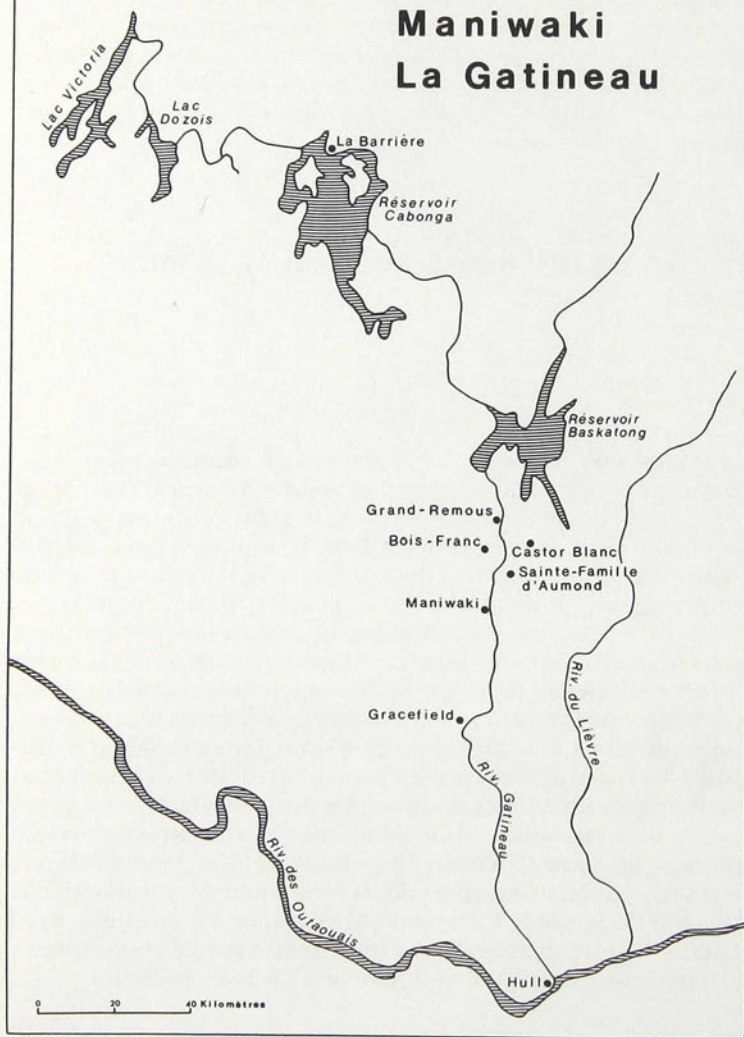 Maniwaki
La Gatineau
Lac Victoria
Lac
Dozois
La Barrière
Réservoir
Cabonga
Réservoir
Baskatong
Grand-Remous
Bois-Franc
Castor Blanc
Sainte-Famille
d'Aumond
Maniwaki
Gracefield
Riv. du Lièvre
Riv. Gatineau
Riv. des Outaouais
Hull
0 20 40 Kilomètres